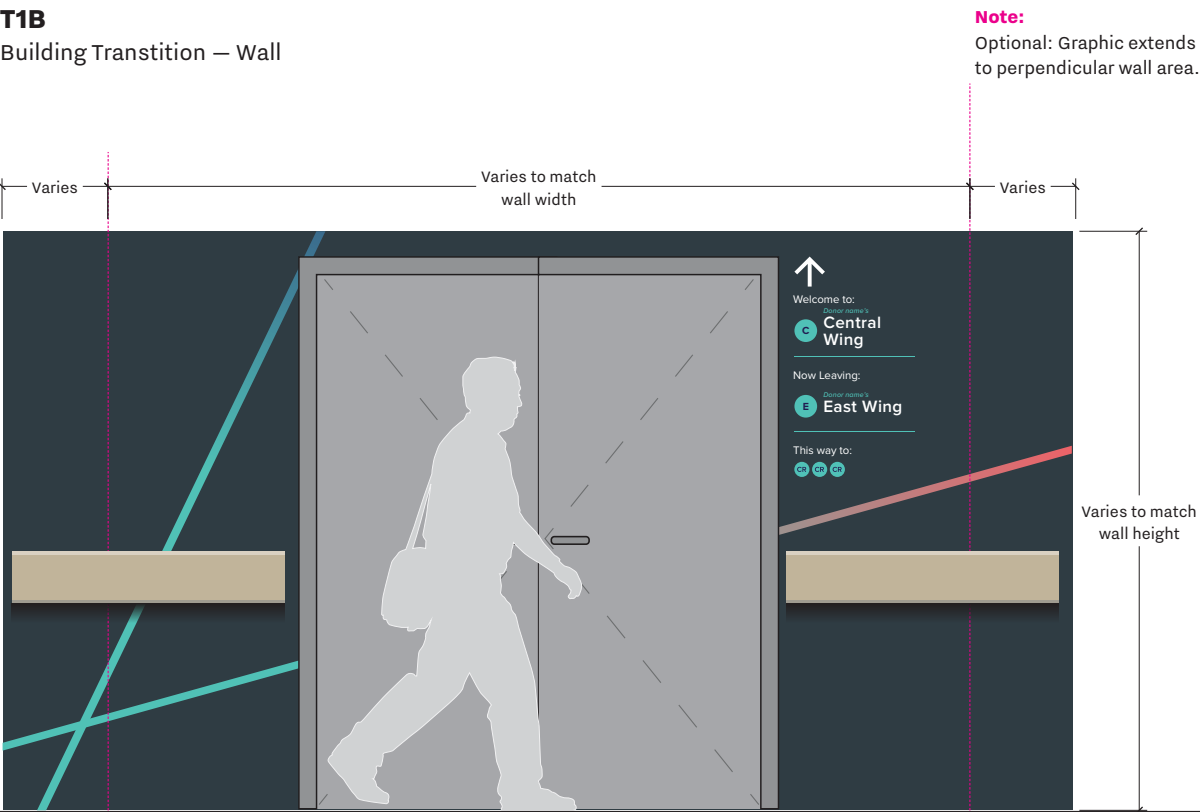 T1B
Building Transtition — Wall
Note:
Optional: Graphic extends
to perpendicular wall area.
Varies
Varies to match
wall width
Varies
Welcome to:
Donor name's
C
Central
Wing
Now Leaving:
Donor name's
E
East Wing
This way to:
CR CR CR
Varies to match
wall height